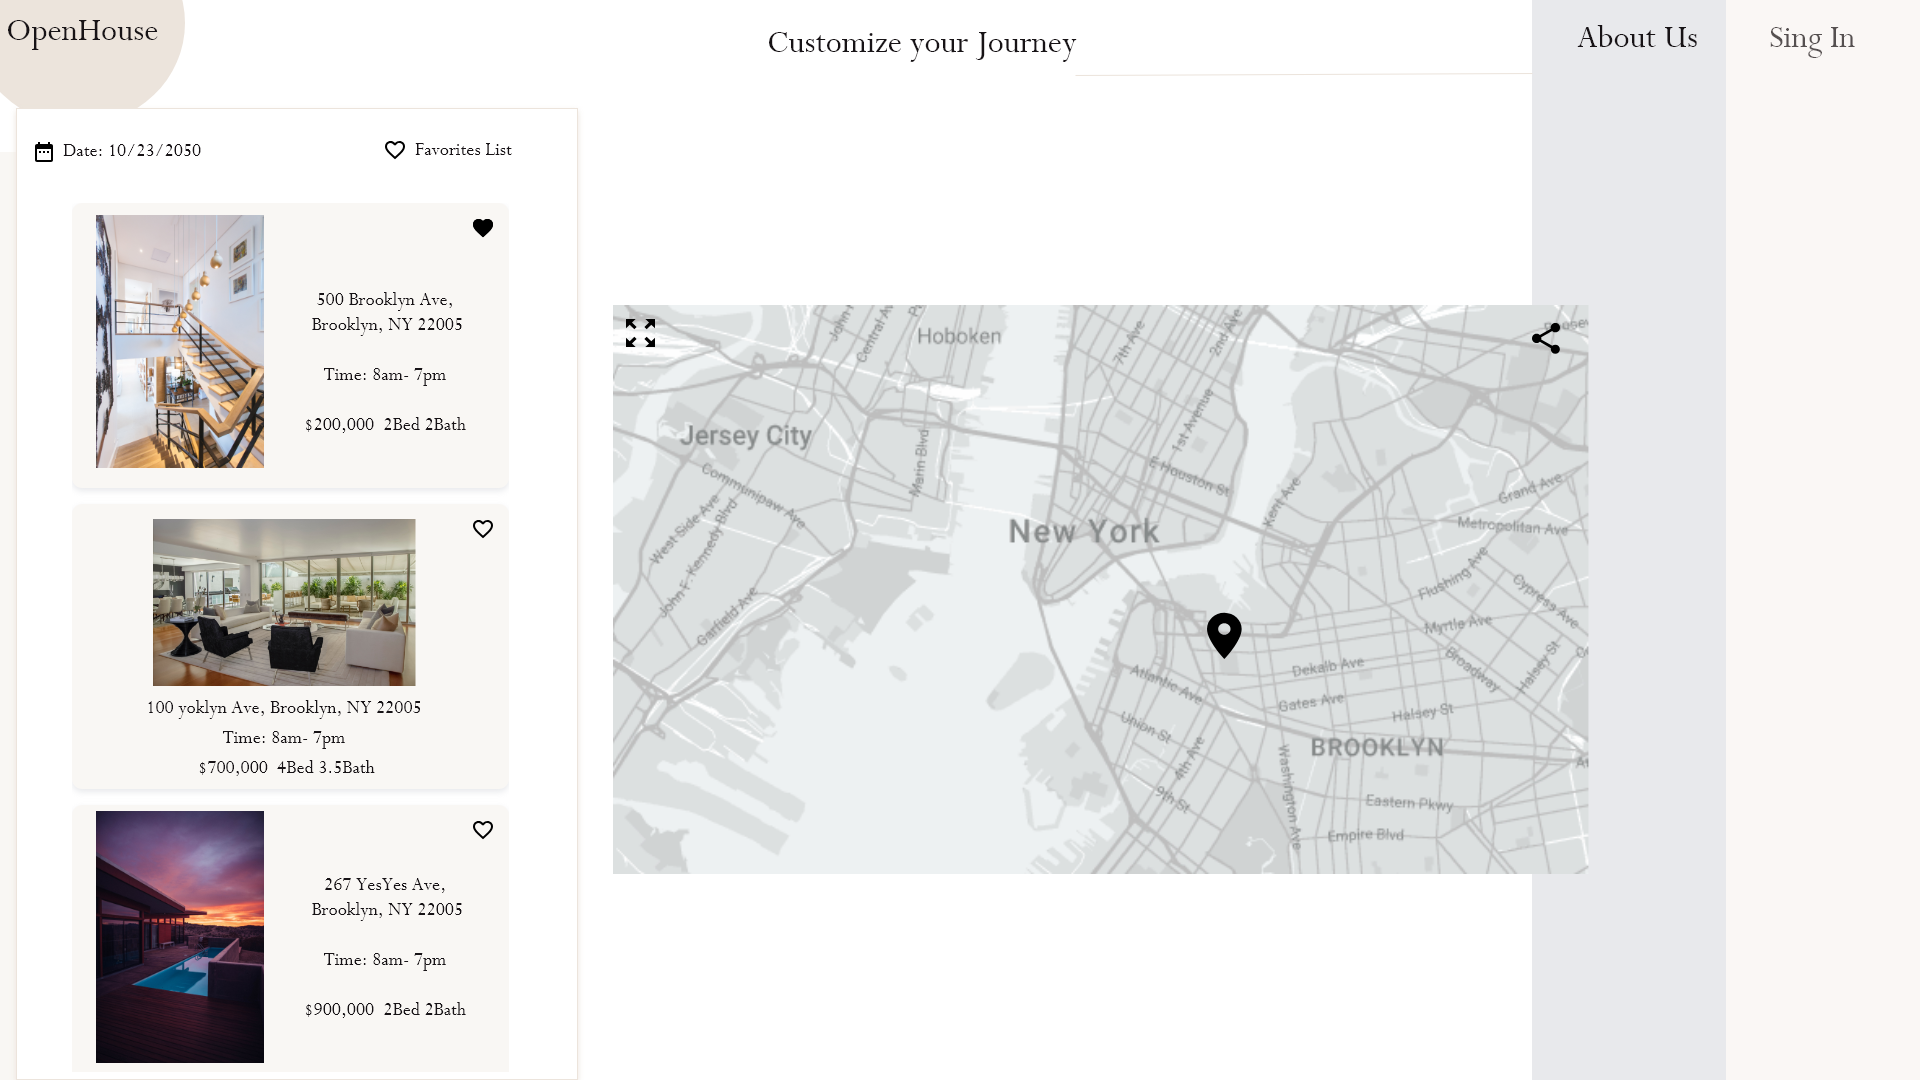 OpenHouse
Customize your Journey
About Us
Sing In
Date: 10/23/2050
Favorites List
500 Brooklyn Ave,
Brooklyn, NY 22005
Time: 8am- 7pm
$200,000 2Bed 2Bath
100 yoklyn Ave, Brooklyn, NY 22005
Time: 8am- 7pm
$700,000 4Bed 3.5Bath
267 YesYes Ave,
Brooklyn, NY 22005
Time: 8am- 7pm
$900,000 2Bed 2Bath
Hoboken
Central Av
7th Ave
2nd Ave
Jersey City
1st Avenue
Marin Blvd
Communipaw Ave
E Houston St
Kent Ave
Grand Ave
West Side Ave
John F. Kennedy Blvd
New York
Metropolitan Ave
Flushing Ave
Cypress Ave
Garfield Ave
Myrtle Ave
Broadway
Halsey St
Atlantic Ave
Dekalb Ave
Gates Ave
Halsey St
Union St
4th Ave
BROOKLYN
Washington Ave
9th St
Eastern Pkwy
Empire Blvd